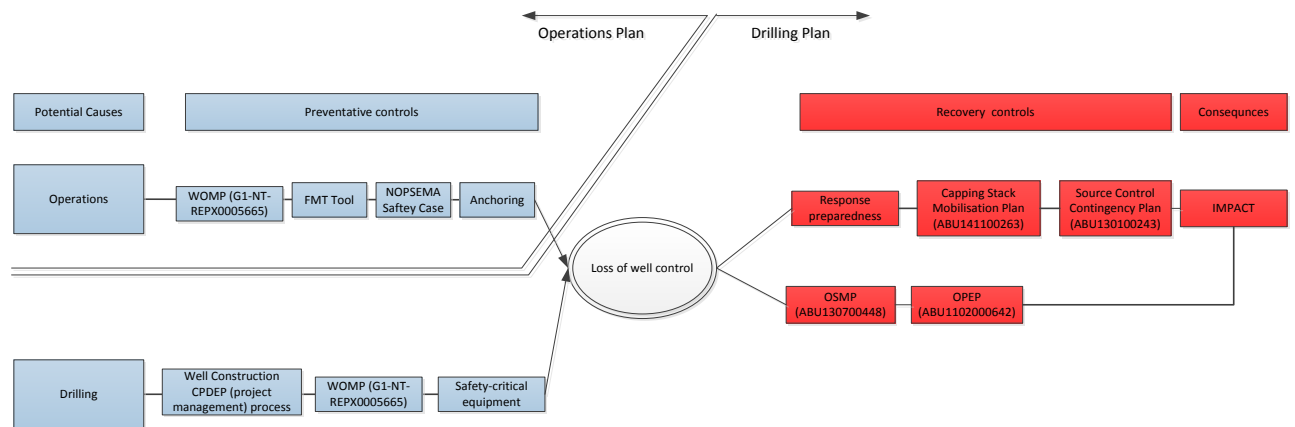 Operations Plan
Drilling Plan
Potential Causes
Preventative controls
Recovery controls
Consequnces
Operations
WOMP (G1-NT-
REPX0005665)
FMT Tool
NOPSEMA
Saftey Case
Anchoring
Loss of well control
Response
preparedness
Capping Stack
Mobilisation Plan
(ABU141100263)
Source Control
Contingency Plan
(ABU130100243)
IMPACT
OSMP
(ABU130700448)
OPEP
(ABU1102000642)
Drilling
Well Construction
CPDEP (project
management) process
WOMP (G1-NT-
REPX0005665)
Safety-critical
equipment